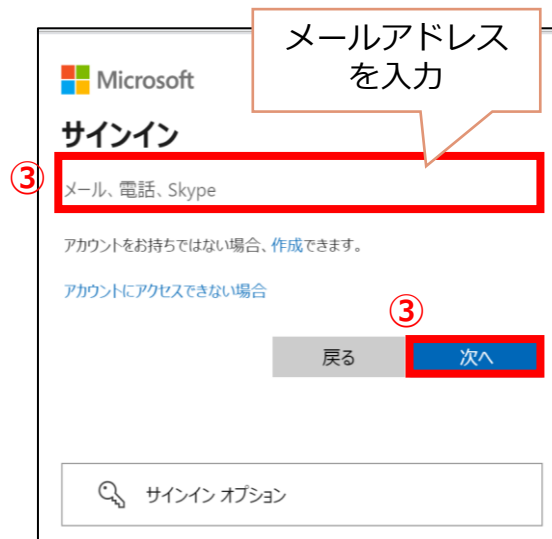 メールアドレス
を入力
Microsoft
サインイン
③
メール、電話、Skype
アカウントをお持ちではない場合、作成できます。
アカウントにアクセスできない場合
③
戻る
次へ
サインイン オプション